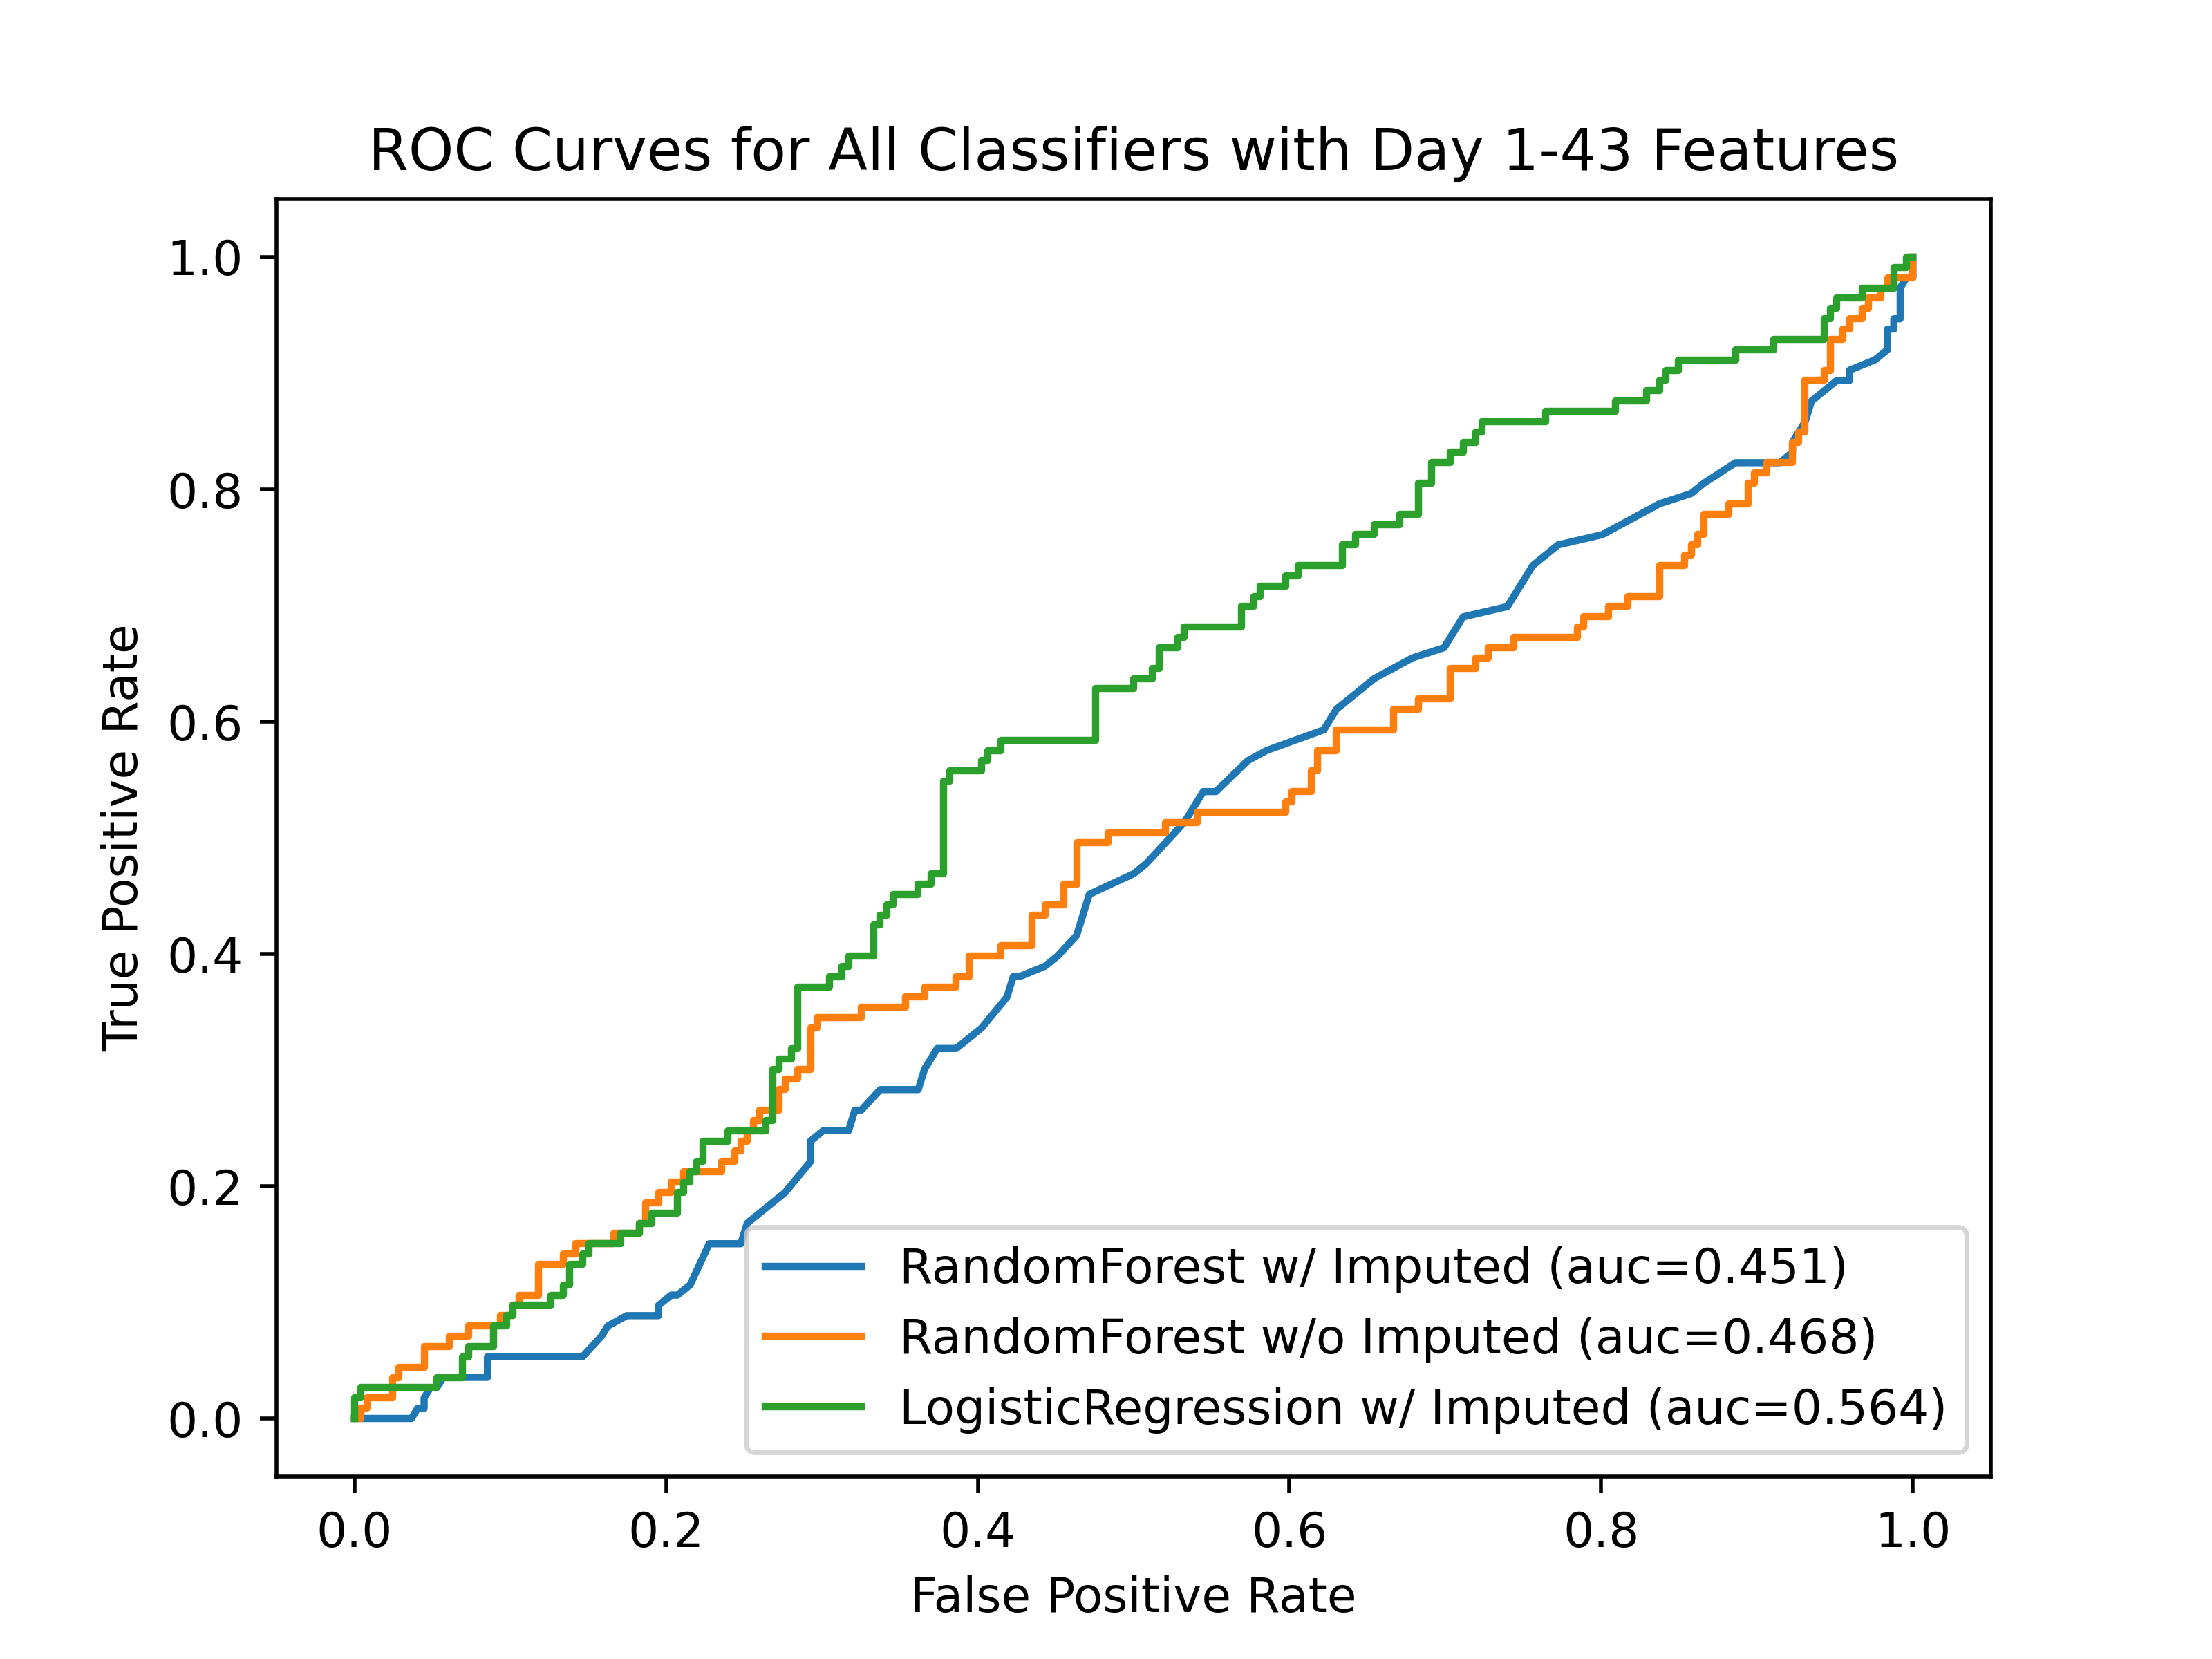 ROC Curves for All Classifiers with Day 1-43 Features
1.0
0.8
0.6
0.4
0.2
0.0
True Positive Rate
RandomForest w/ Imputed (auc=0.451)
RandomForest w/o Imputed (auc=0.468)
LogisticRegression w/ Imputed (auc=0.564)
0.0 0.2 0.4 0.6 0.8 1.0
False Positive Rate